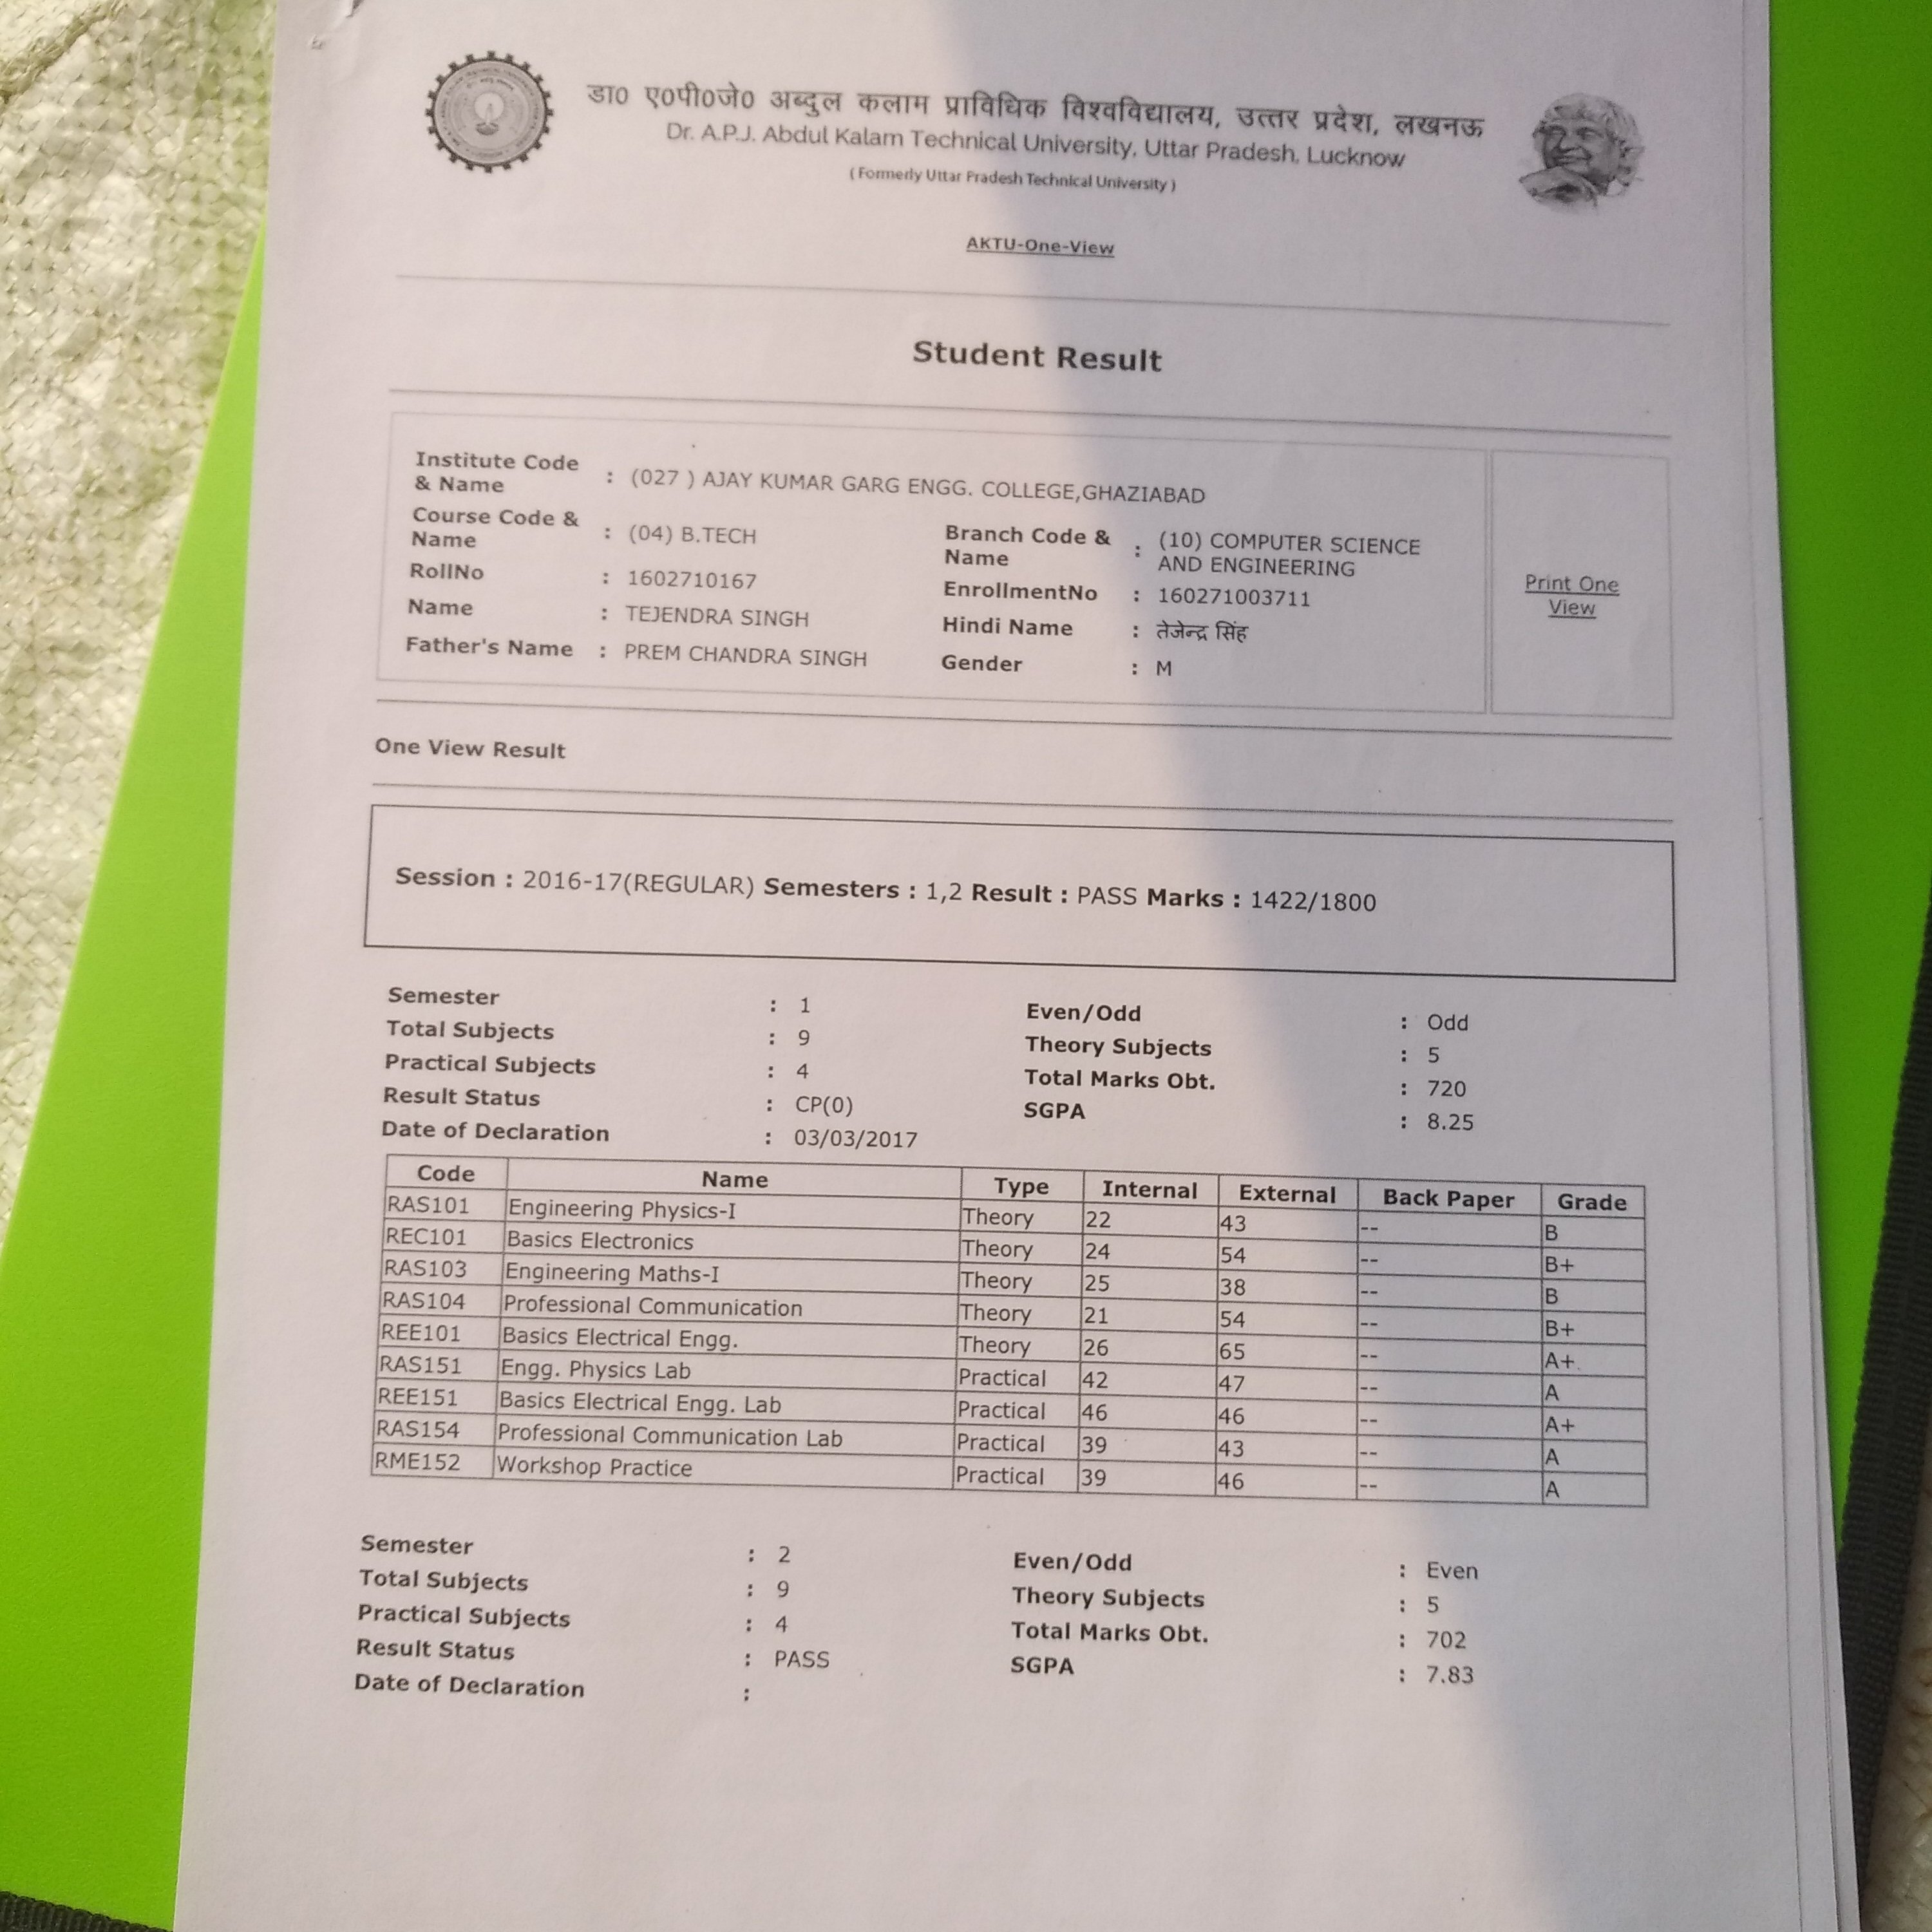 डा0 ए0पी0जे0 अब्दुल कलाम प्राविधिक विश्वविद्यालय, उत्तर प्रदेश, लखनऊ
Dr. A.P.J. Abdul Kalam Technical University, Uttar Pradesh, Lucknow
( Formerly Uttar Pradesh Technical University )
AKTU-One-View
Student Result
Institute Code & Name : (027 ) AJAY KUMAR GARG ENGG. COLLEGE,GHAZIABAD
Course Code & Name : (04) B.TECH Branch Code & Name : (10) COMPUTER SCIENCE AND ENGINEERING
RollNo : 1602710167 EnrollmentNo : 160271003711
Name : TEJENDRA SINGH Hindi Name : तेजेन्द्र सिंह
Father's Name : PREM CHANDRA SINGH Gender : M
Print One View
One View Result
Session : 2016-17(REGULAR) Semesters : 1,2 Result : PASS Marks : 1422/1800
Semester : 1 Even/Odd : Odd
Total Subjects : 9 Theory Subjects : 5
Practical Subjects : 4 Total Marks Obt. : 720
Result Status : CP(0) SGPA : 8.25
Date of Declaration : 03/03/2017
Code Name Type Internal External Back Paper Grade
RAS101 Engineering Physics-I Theory 22 43 -- B
REC101 Basics Electronics Theory 24 54 -- B+
RAS103 Engineering Maths-I Theory 25 38 -- B
RAS104 Professional Communication Theory 21 54 -- B+
REE101 Basics Electrical Engg. Theory 26 65 -- A+
RAS151 Engg. Physics Lab Practical 42 47 -- A
REE151 Basics Electrical Engg. Lab Practical 46 46 -- A+
RAS154 Professional Communication Lab Practical 39 43 -- A
RME152 Workshop Practice Practical 39 46 -- A
Semester : 2 Even/Odd : Even
Total Subjects : 9 Theory Subjects : 5
Practical Subjects : 4 Total Marks Obt. : 702
Result Status : PASS SGPA : 7.83
Date of Declaration :